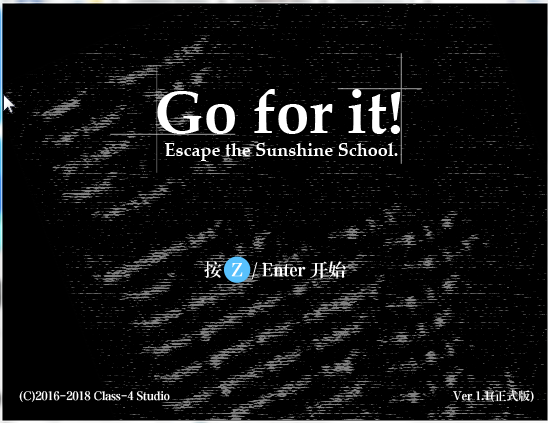 Go for it!
Escape the Sunshine School.
按 Z / Enter 开始
(C)2016-2018 Class-4 Studio
Ver 1.1(正式版)